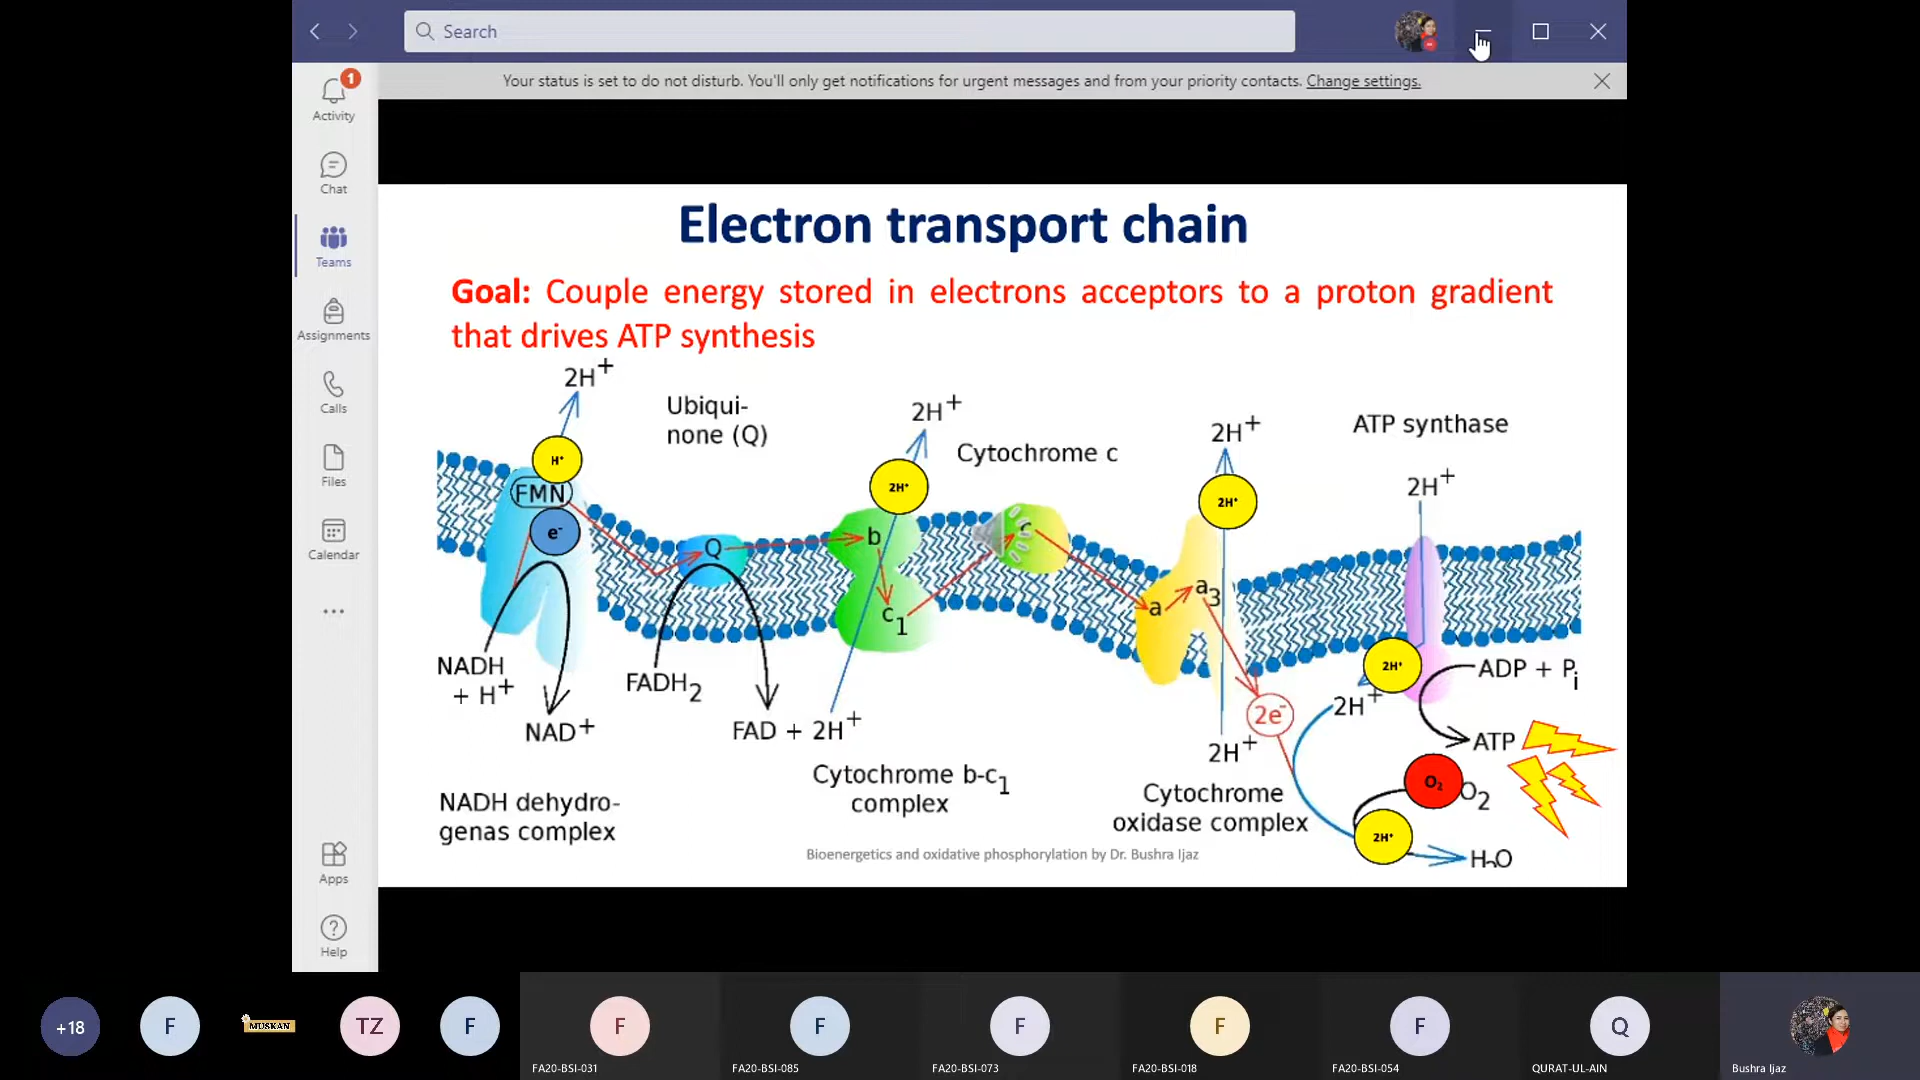 Search
Your status is set to do not disturb. You'll only get notifications for urgent messages and from your priority contacts. Change settings.
1
Activity
Chat
Teams
Assignments
Calls
Files
Calendar
Apps
Help
Electron transport chain
Goal: Couple energy stored in electrons acceptors to a proton gradient
that drives ATP synthesis
2H+
Ubiqui-
none (Q)
2H+
Cytochrome c
2H+
ATP synthase
2H+
H+
FMN
e-
Q
2H+
b
c1
c
2H+
a
a3
NADH
+ H+
NAD+
FADH2
FAD + 2H+
2H+
2e-
2H+
2H+
ADP + Pi
ATP
O2
O2
2H+
H2O
NADH dehydro-
genas complex
Cytochrome b-c1
complex
Cytochrome
oxidase complex
Bioenergetics and oxidative phosphorylation by Dr. Bushra Ijaz
+18
F
MUSKAN
TZ
F
F
FA20-BSI-031
F
FA20-BSI-085
F
FA20-BSI-073
F
FA20-BSI-018
F
FA20-BSI-054
Q
QURAT-UL-AIN
Bushra Ijaz